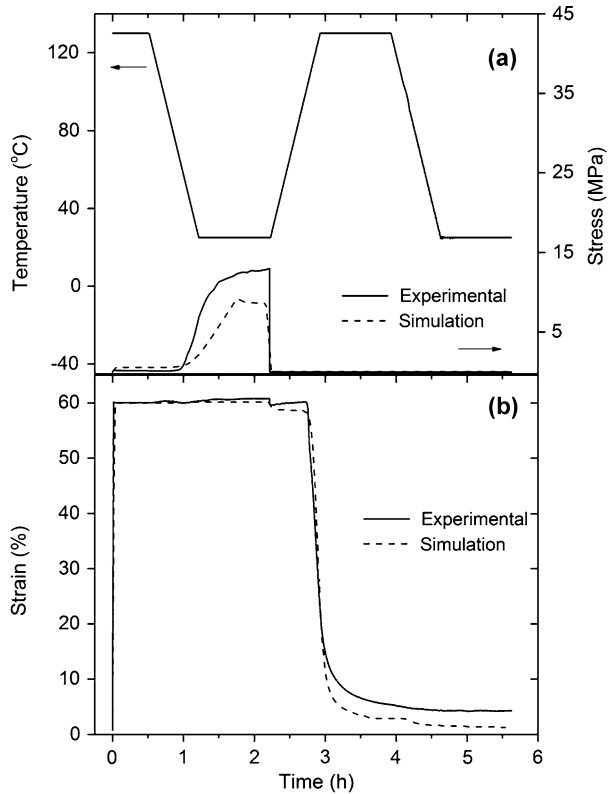 45
120
(a)
35
80
25
Temperature (°C)
Stress (MPa)
40
15
0
Experimental
Simulation
5
-40
60
(b)
50
Experimental
40
Simulation
Strain (%)
30
20
10
0
0 1 2 3 4 5 6
Time (h)